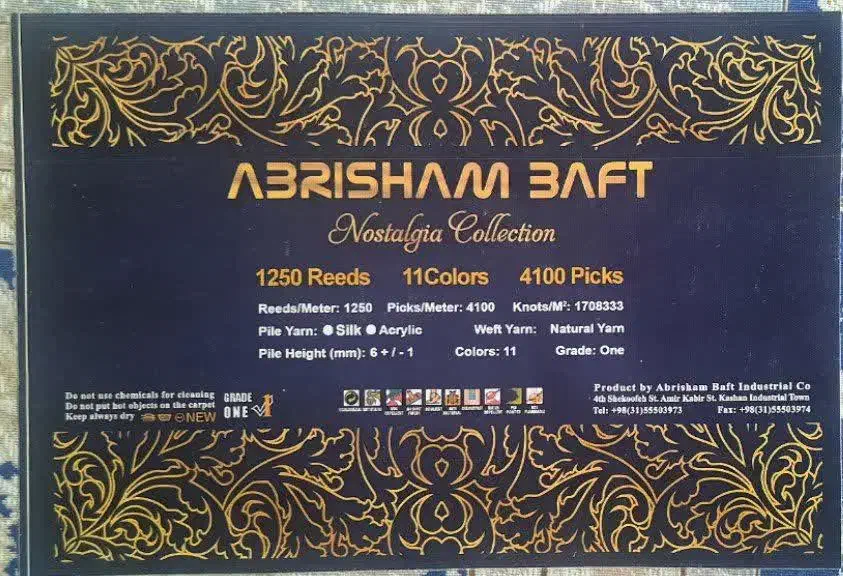 ABRISHAM BAFT
Nostalgia Collection
1250 Reeds 11Colors 4100 Picks
Reeds/Meter: 1250 Picks/Meter: 4100 Knots/M²: 1708333
Pile Yarn: Silk Acrylic Weft Yarn: Natural Yarn
Pile Height (mm): 6 + / - 1 Colors: 11 Grade: One
Do not use chemicals for cleaning
Do not put hot objects on the carpet
Keep always dry NEW
GRADE
ONE
Product by Abrisham Baft Industrial Co
4th Shekoofeh St. Amir Kabir St. Kashan Industrial Town
Tel: +98(31)55503973 Fax: +98(31)55503974